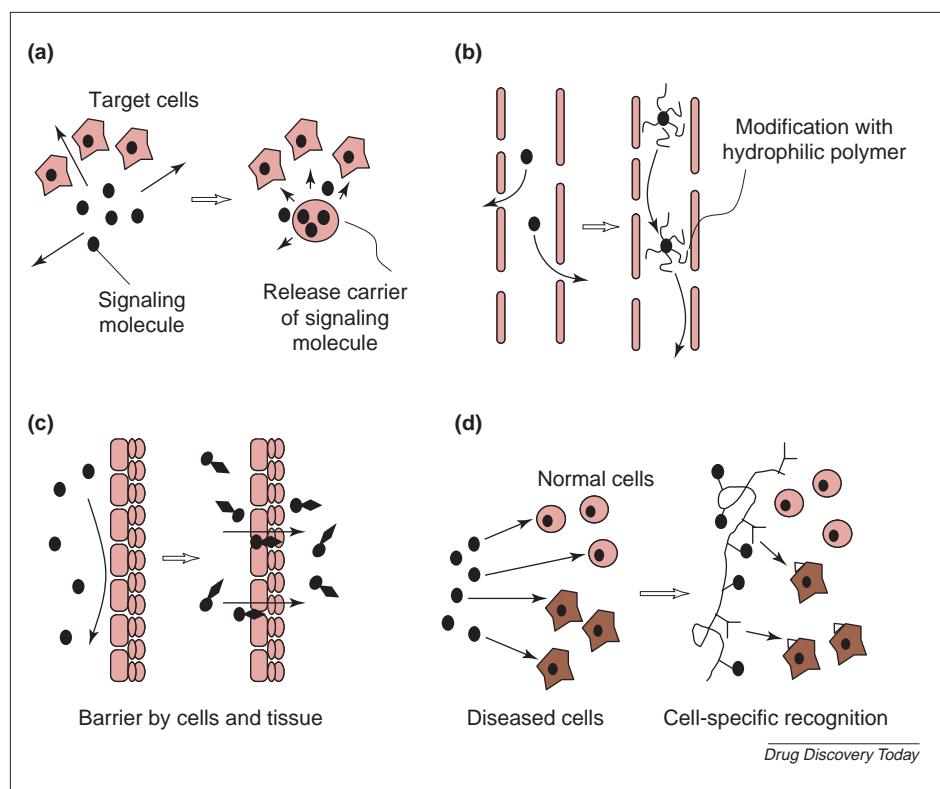 (a)
Target cells
Signaling
molecule
Release carrier
of signaling
molecule
(b)
Modification with
hydrophilic polymer
(c)
Barrier by cells and tissue
(d)
Normal cells
Diseased cells
Cell-specific recognition
Drug Discovery Today